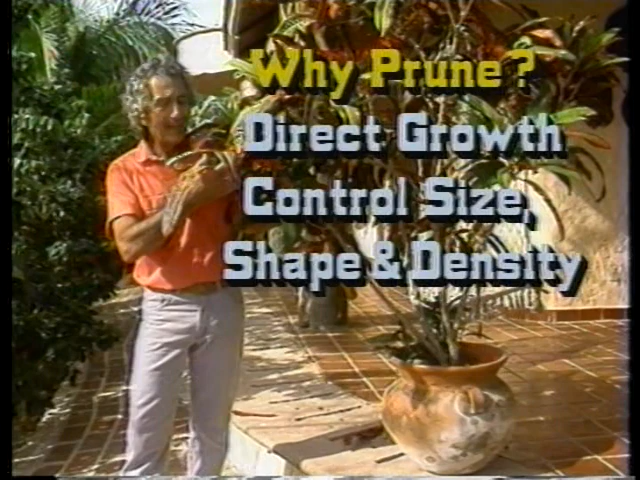 Why Prune?
Direct Growth
Control Size,
Shape & Density